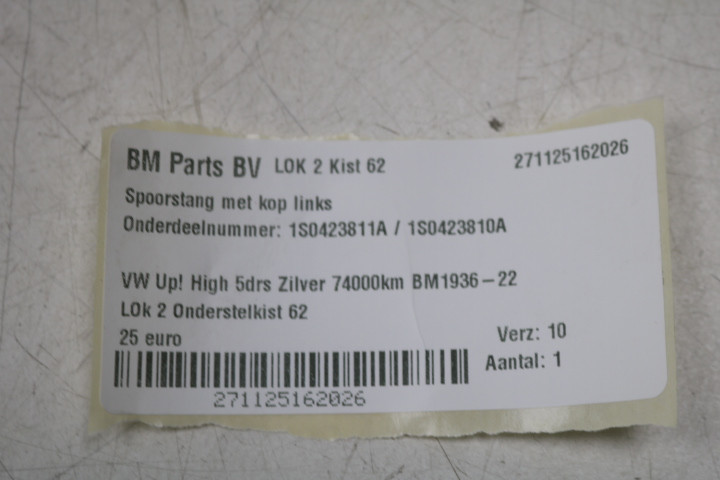 BM Parts BV LOK 2 Kist 62 271125162026
Spoorstang met kop links
Onderdeelnummer: 1S0423811A / 1S0423810A
VW Up! High 5drs Zilver 74000km BM1936-22
LOk 2 Onderstelkist 62
25 euro Verz: 10
Aantal: 1
271125162026